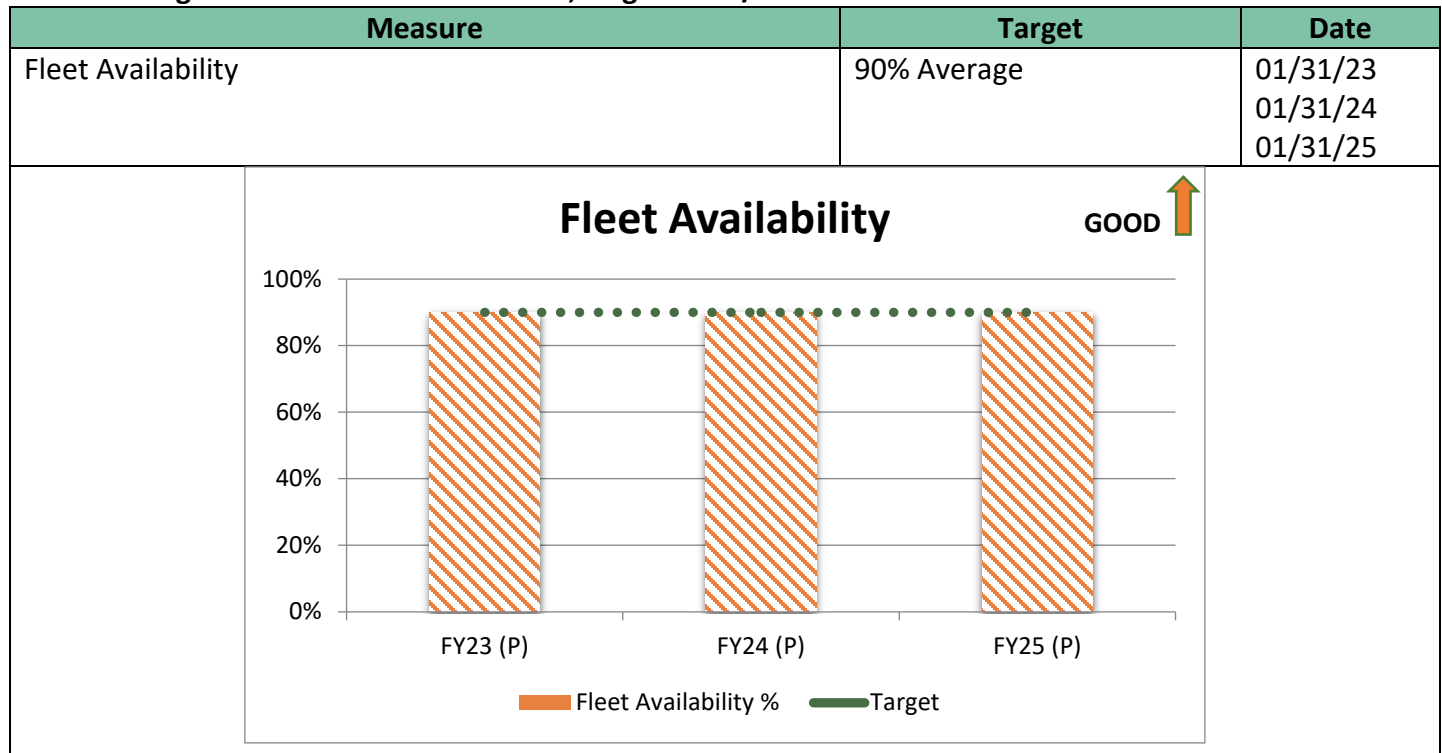 Measure Target Date
Fleet Availability 90% Average 01/31/23
01/31/24
01/31/25
Fleet Availability GOOD
100%
80%
60%
40%
20%
0%
FY23 (P) FY24 (P) FY25 (P)
Fleet Availability % Target